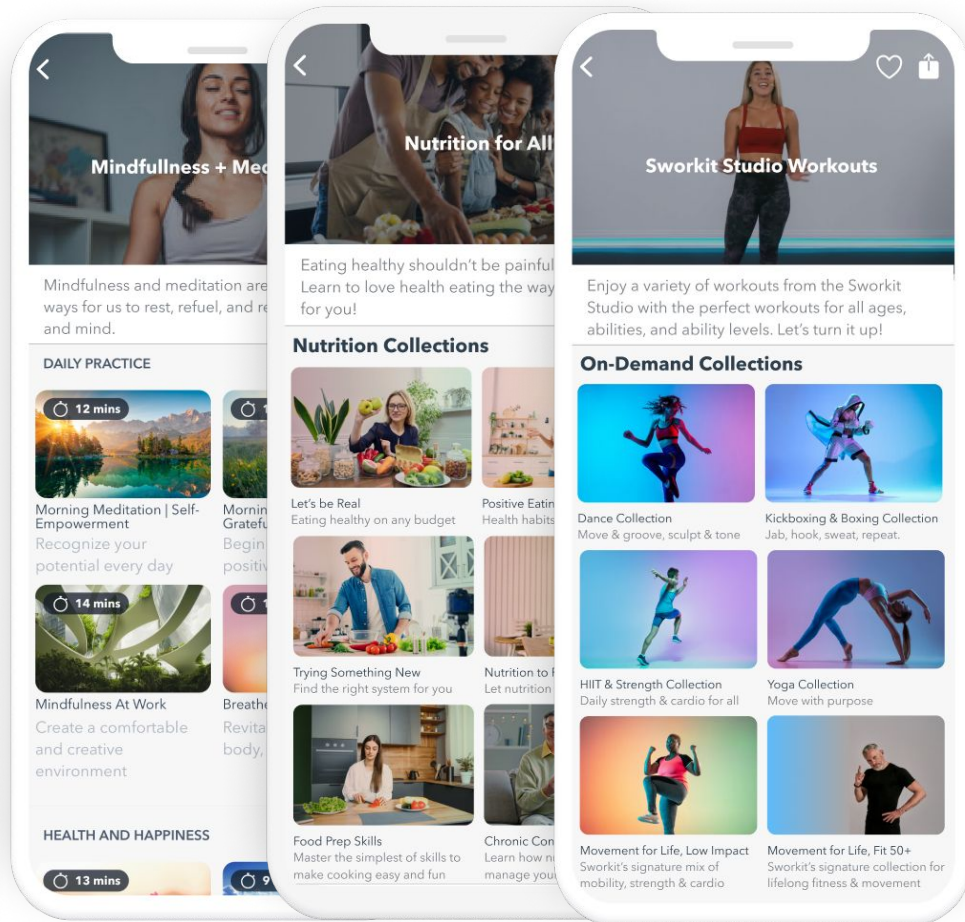 Mindfullness + Med
Mindfulness and meditation are
ways for us to rest, refuel, and re
and mind.
DAILY PRACTICE
12 mins
Morning Meditation | Self-
Empowerment
Recognize your
potential every day
Mornin
Gratefu
Begin
positiv
14 mins
Mindfulness At Work
Create a comfortable
and creative
environment
Breathe
Revita
body,
HEALTH AND HAPPINESS
13 mins
9
Nutrition for All
Eating healthy shouldn't be painful
Learn to love health eating the way
for you!
Nutrition Collections
Let's be Real
Eating healthy on any budget
Positive Eatin
Health habits
Trying Something New
Find the right system for you
Nutrition to
Let nutrition
Food Prep Skills
Master the simplest of skills to
make cooking easy and fun
Chronic Con
Learn how nu
manage your
Sworkit Studio Workouts
Enjoy a variety of workouts from the Sworkit
Studio with the perfect workouts for all ages,
abilities, and ability levels. Let's turn it up!
On-Demand Collections
Dance Collection
Move & groove, sculpt & tone
Kickboxing & Boxing Collection
Jab, hook, sweat, repeat.
HIIT & Strength Collection
Daily strength & cardio for all
Yoga Collection
Move with purpose
Movement for Life, Low Impact
Sworkit's signature mix of
mobility, strength & cardio
Movement for Life, Fit 50+
Sworkit's signature collection for
lifelong fitness & movement